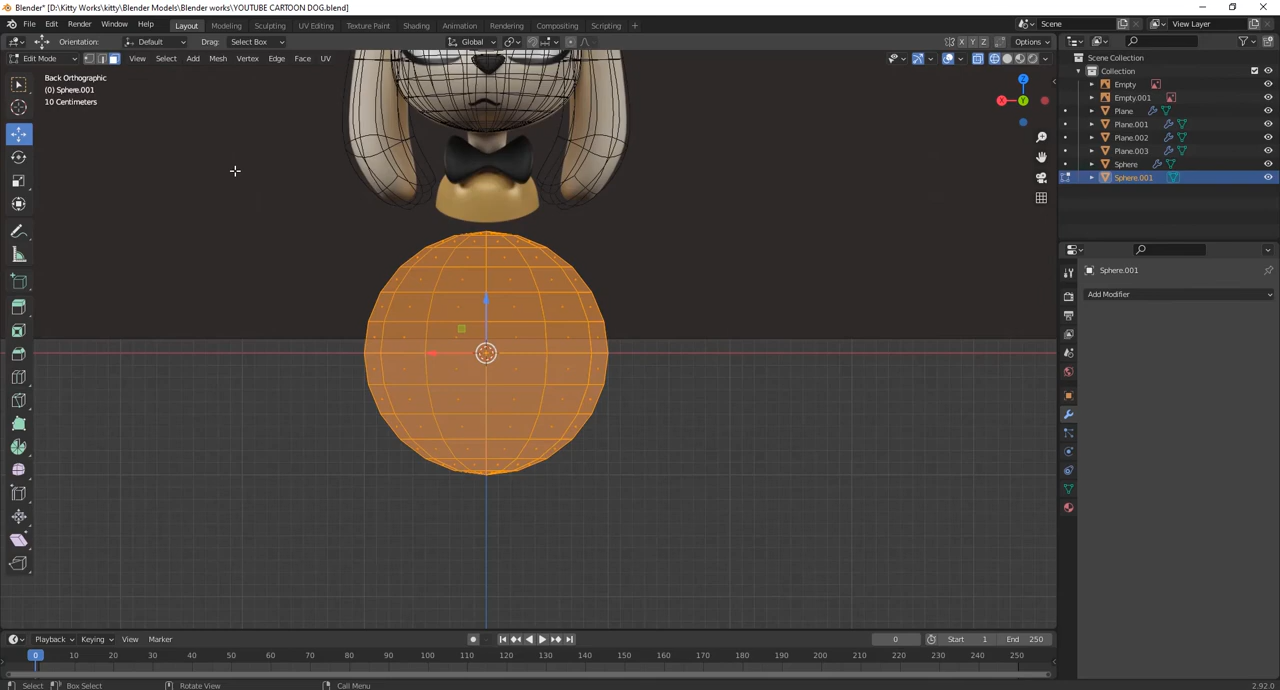 Blender* [D:\Kitty Works\kitty\Blender Models\Blender works\YOUTUBE CARTOON DOG.blend]
File Edit Render Window Help Layout Modeling Sculpting UV Editing Texture Paint Shading Animation Rendering Compositing Scripting + Scene View Layer
Orientation: Default Drag: Select Box Global X Y Z Options
Edit Mode View Select Add Mesh Vertex Edge Face UV
Back Orthographic
(0) Sphere.001
10 Centimeters
Z
X Y
Scene Collection
Collection
Empty
Empty.001
Plane
Plane.001
Plane.002
Plane.003
Sphere
Sphere.001
Sphere.001
Add Modifier
Playback Keying View Marker 0 Start 1 End 250
0 10 20 30 40 50 60 70 80 90 100 110 120 130 140 150 160 170 180 190 200 210 220 230 240 250
Select Box Select Rotate View Call Menu 2.92.0